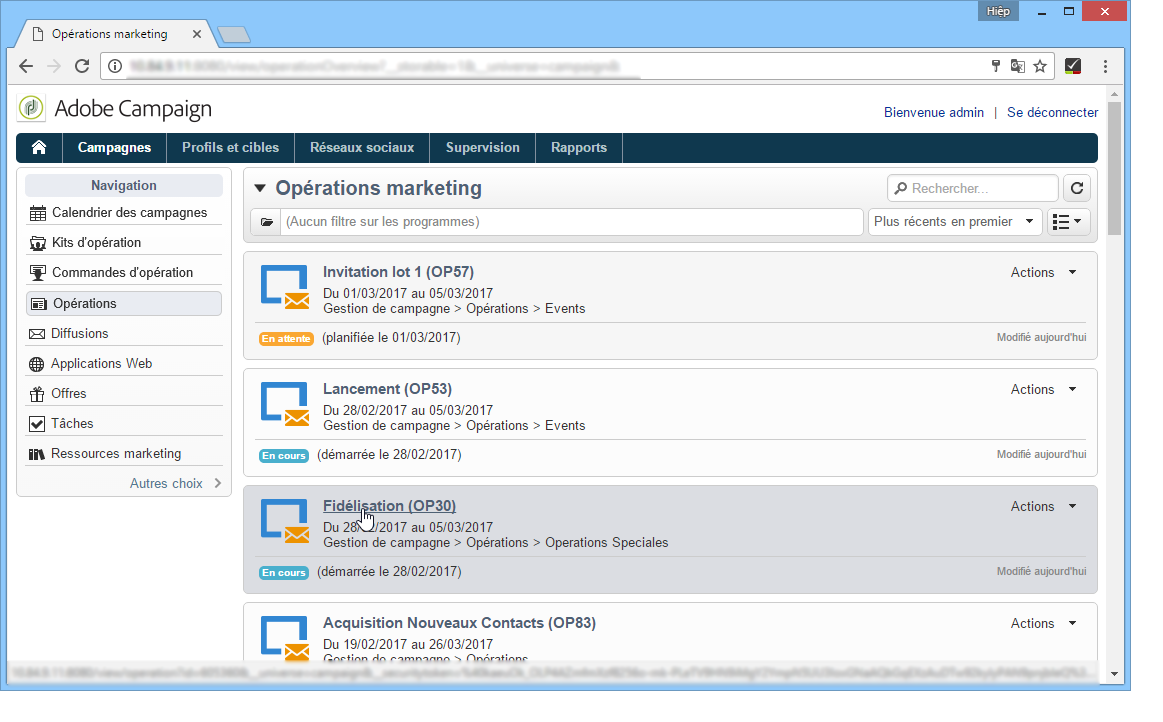 Hiệp
Opérations marketing
Adobe Campaign
Bienvenue admin | Se déconnecter
Campagnes Profils et cibles Réseaux sociaux Supervision Rapports
Navigation
Calendrier des campagnes
Kits d'opération
Commandes d'opération
Opérations
Diffusions
Applications Web
Offres
Tâches
Ressources marketing
Autres choix
Opérations marketing
Rechercher...
(Aucun filtre sur les programmes)
Plus récents en premier
Invitation lot 1 (OP57)
Actions
Du 01/03/2017 au 05/03/2017
Gestion de campagne > Opérations > Events
En attente (planifiée le 01/03/2017)
Modifié aujourd'hui
Lancement (OP53)
Actions
Du 28/02/2017 au 05/03/2017
Gestion de campagne > Opérations > Events
En cours (démarrée le 28/02/2017)
Modifié aujourd'hui
Fidélisation (OP30)
Actions
Du 28/02/2017 au 05/03/2017
Gestion de campagne > Opérations > Operations Speciales
En cours (démarrée le 28/02/2017)
Modifié aujourd'hui
Acquisition Nouveaux Contacts (OP83)
Actions
Du 19/02/2017 au 26/03/2017
Gestion de campagne > Opérations